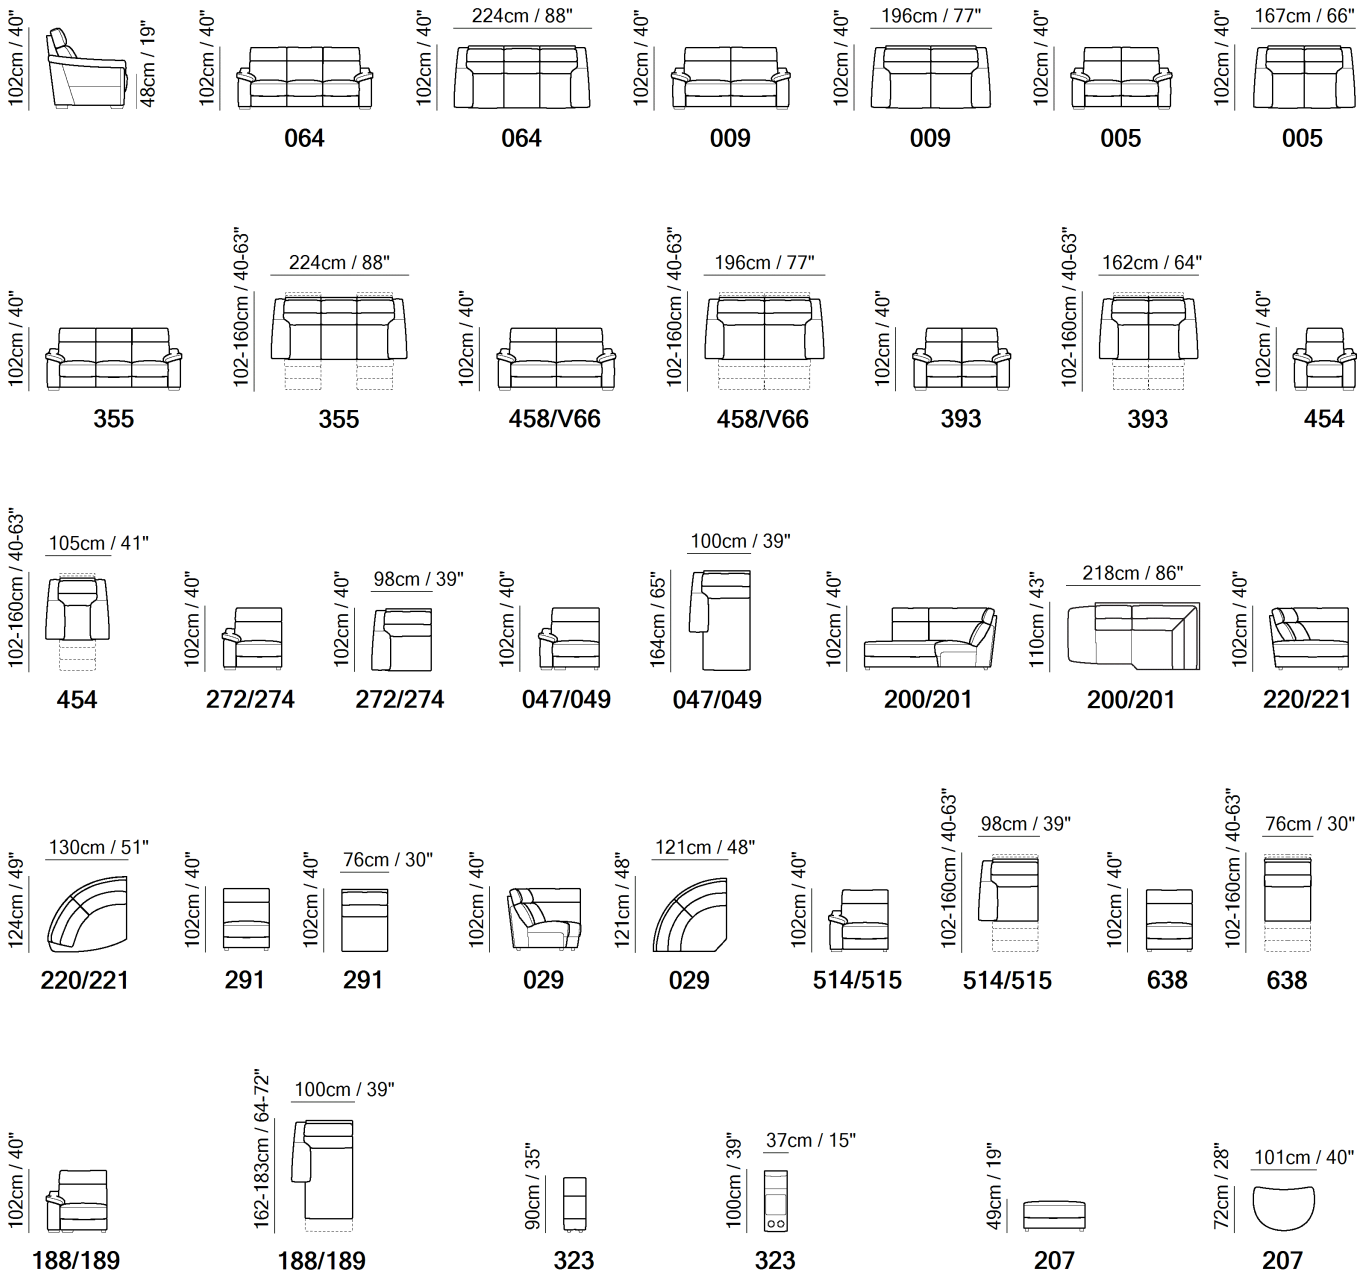 102cm / 40"
48cm / 19"
102cm / 40"
064
102cm / 40"
224cm / 88"
064
102cm / 40"
009
102cm / 40"
196cm / 77"
009
102cm / 40"
005
102cm / 40"
167cm / 66"
005
102cm / 40"
355
102-160cm / 40-63"
224cm / 88"
355
102cm / 40"
458/V66
102-160cm / 40-63"
196cm / 77"
458/V66
102cm / 40"
393
102-160cm / 40-63"
162cm / 64"
393
102cm / 40"
454
102-160cm / 40-63"
105cm / 41"
454
102cm / 40"
272/274
102cm / 40"
98cm / 39"
272/274
102cm / 40"
047/049
164cm / 65"
100cm / 39"
047/049
102cm / 40"
200/201
110cm / 43"
218cm / 86"
200/201
102cm / 40"
220/221
124cm / 49"
130cm / 51"
220/221
102cm / 40"
291
102cm / 40"
76cm / 30"
291
102cm / 40"
029
121cm / 48"
121cm / 48"
029
102cm / 40"
514/515
102-160cm / 40-63"
98cm / 39"
514/515
102cm / 40"
638
102-160cm / 40-63"
76cm / 30"
638
102cm / 40"
188/189
162-183cm / 64-72"
100cm / 39"
188/189
90cm / 35"
323
100cm / 39"
37cm / 15"
323
49cm / 19"
207
72cm / 28"
101cm / 40"
207